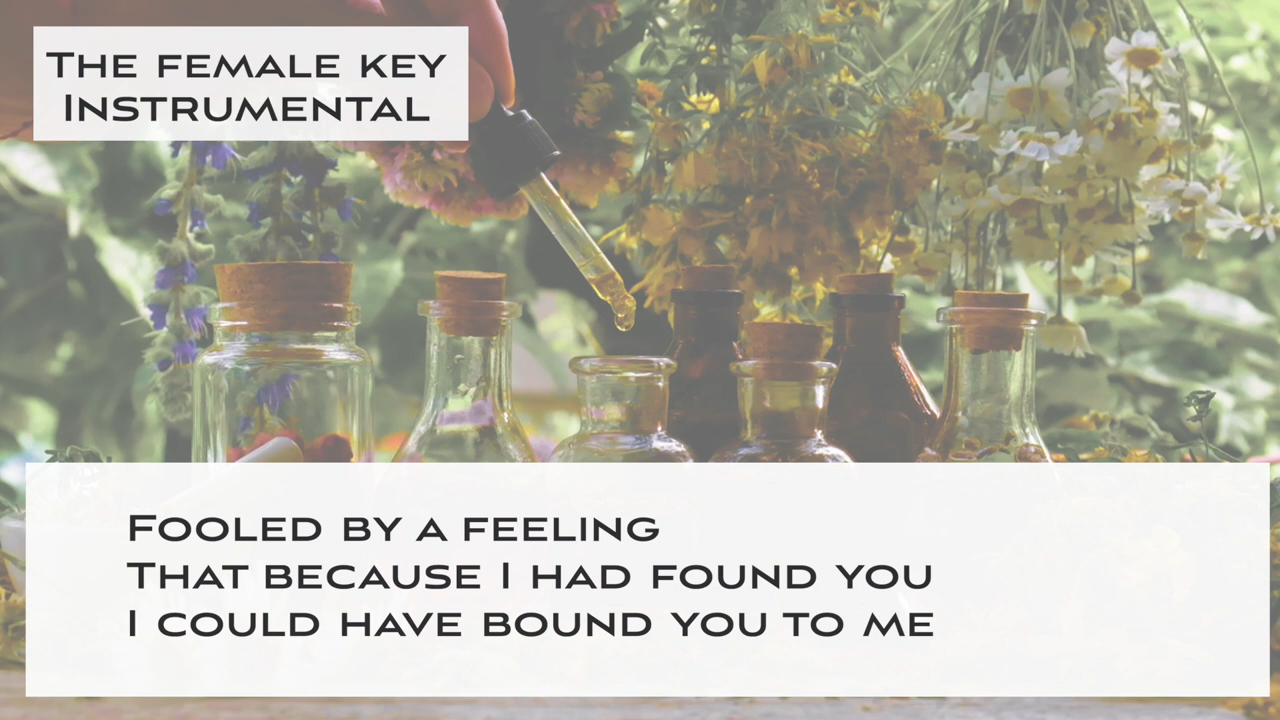 The female key
Instrumental
Fooled by a feeling
That because I had found you
I could have bound you to me